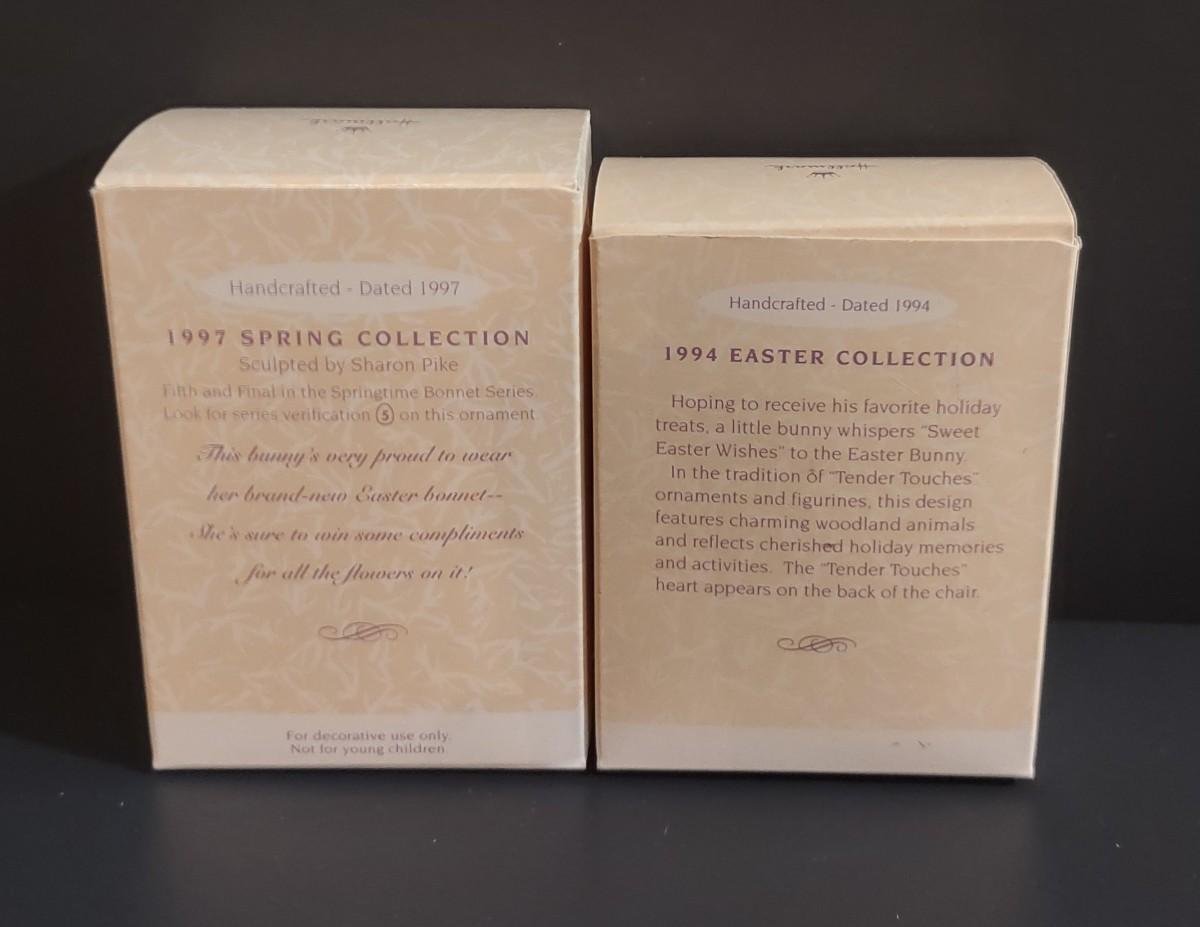 Hallmark
Handcrafted - Dated 1997
1997 SPRING COLLECTION
Sculpted by Sharon Pike
Fifth and Final in the Springtime Bonnet Series.
Look for series verification 5 on this ornament.
This bunny's very proud to wear
her brand-new Easter bonnet--
She's sure to win some compliments
for all the flowers on it!
For decorative use only.
Not for young children.
Hallmark
Handcrafted - Dated 1994
1994 EASTER COLLECTION
Hoping to receive his favorite holiday
treats, a little bunny whispers "Sweet
Easter Wishes" to the Easter Bunny.
In the tradition of "Tender Touches"
ornaments and figurines, this design
features charming woodland animals
and reflects cherished holiday memories
and activities. The "Tender Touches"
heart appears on the back of the chair.